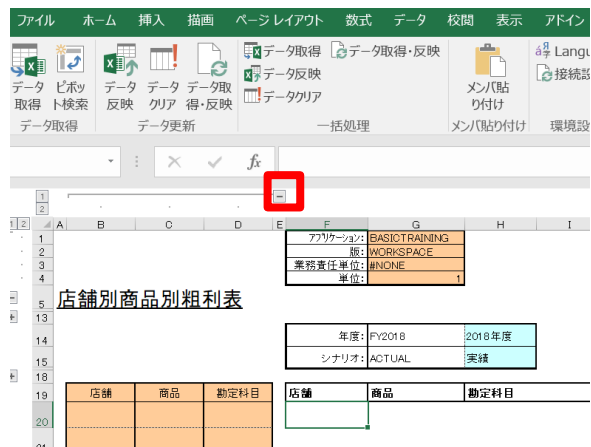 ファイル ホーム 挿入 描画 ページ レイアウト 数式 データ 校閲 表示 アドイン
データ取得 データ取得・反映
データ反映
データクリア
データ取得 ピボット検索 データ反映 データクリア データ取得・反映 メンバ貼り付け
データ取得 データ更新 一括処理 メンバ貼り付け 環境設
Langu
接続設
fx
1
2
1 2 A B C D E F G H I
1 アプリケーション: BASICTRAINING
2 版: WORKSPACE
3 業務責任単位: #NONE
4 単位: 1
5 店舗別商品別粗利表
13
14 年度: FY2018 2018年度
15 シナリオ: ACTUAL 実績
18
19 店舗 商品 勘定科目 店舗 商品 勘定科目
20
21